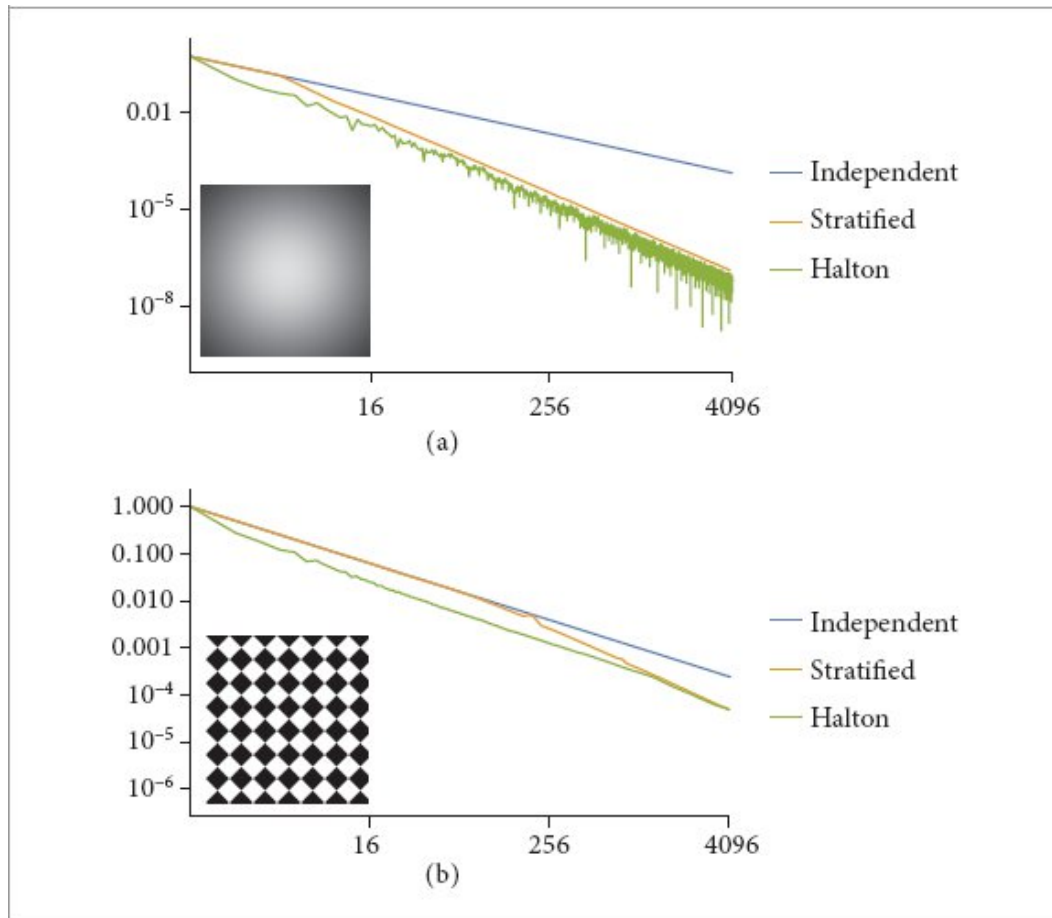 0.01
10⁻⁵
10⁻⁸
Independent
Stratified
Halton
16 256 4096
(a)
1.000
0.100
0.010
0.001
10⁻⁴
10⁻⁵
10⁻⁶
Independent
Stratified
Halton
16 256 4096
(b)